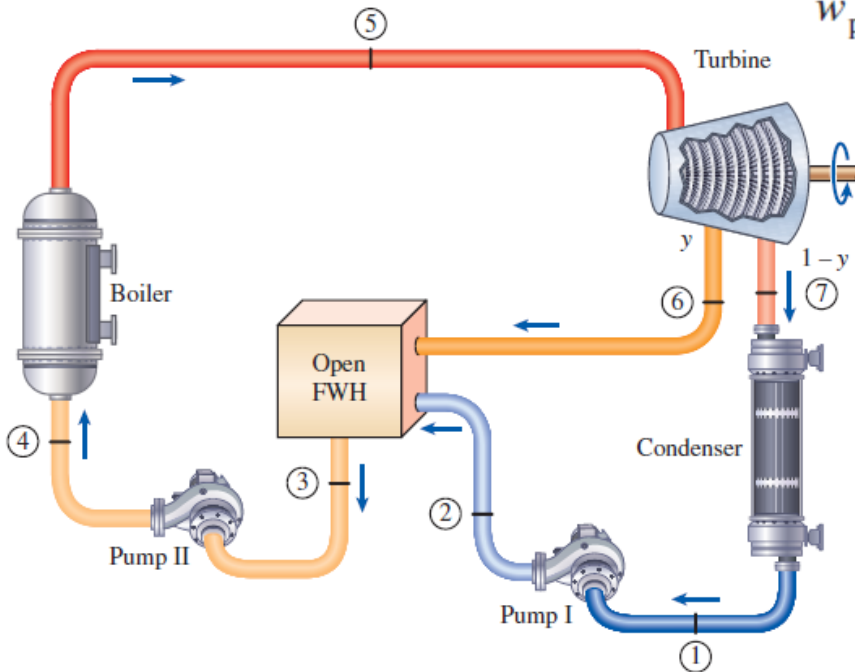 w
⑤
Turbine
y
1 – y
⑥
⑦
Boiler
Open
FWH
④
③
②
Condenser
Pump II
Pump I
①